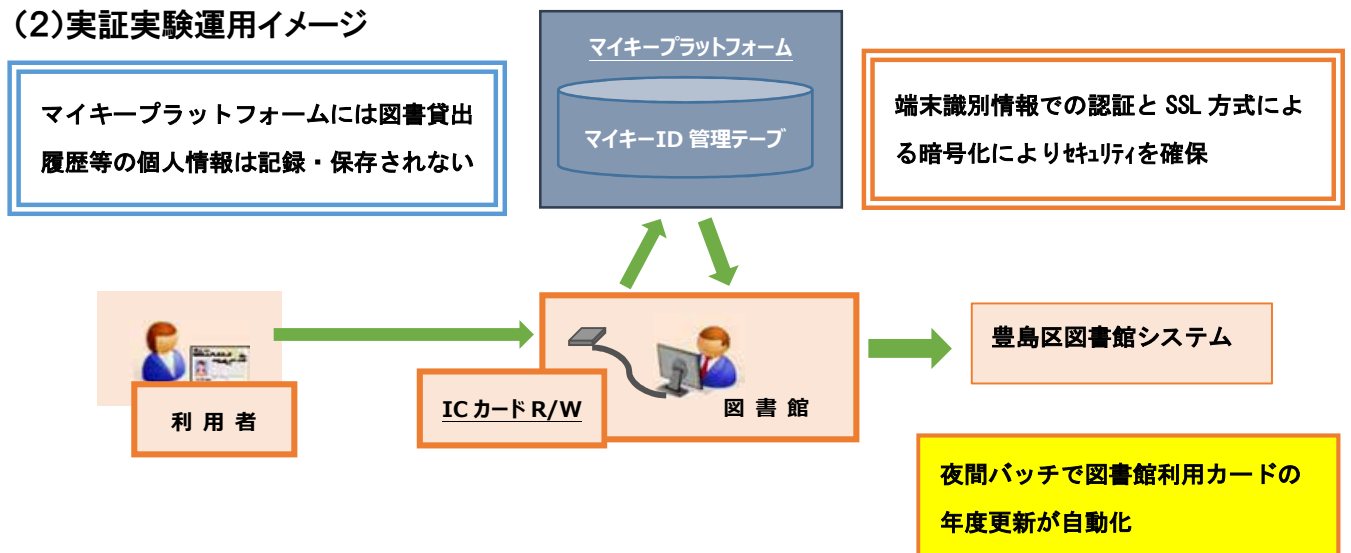 （2）実証実験運用イメージ
マイキープラットフォーム
マイキーID 管理テーブ
マイキープラットフォームには図書貸出
履歴等の個人情報は記録・保存されない
端末識別情報での認証と SSL 方式によ
る暗号化によりｾｷｭﾘﾃｨを確保
利 用 者
IC カード R/W
図 書 館
豊島区図書館システム
夜間バッチで図書館利用カードの
年度更新が自動化